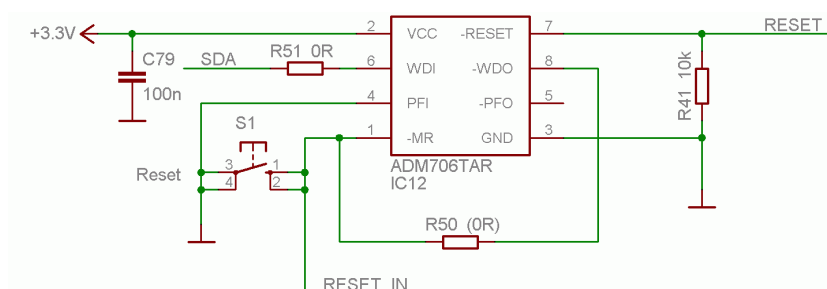 RESET
+3.3V
2
VCC
-RESET
7
C79
SDA
R51 0R
6
WDI
-WDO
8
100n
4
PFI
-PFO
5
R41 10k
S1
1
-MR
GND
3
ADM706TAR
IC12
Reset
3
1
4
2
R50 (0R)
RESET_IN